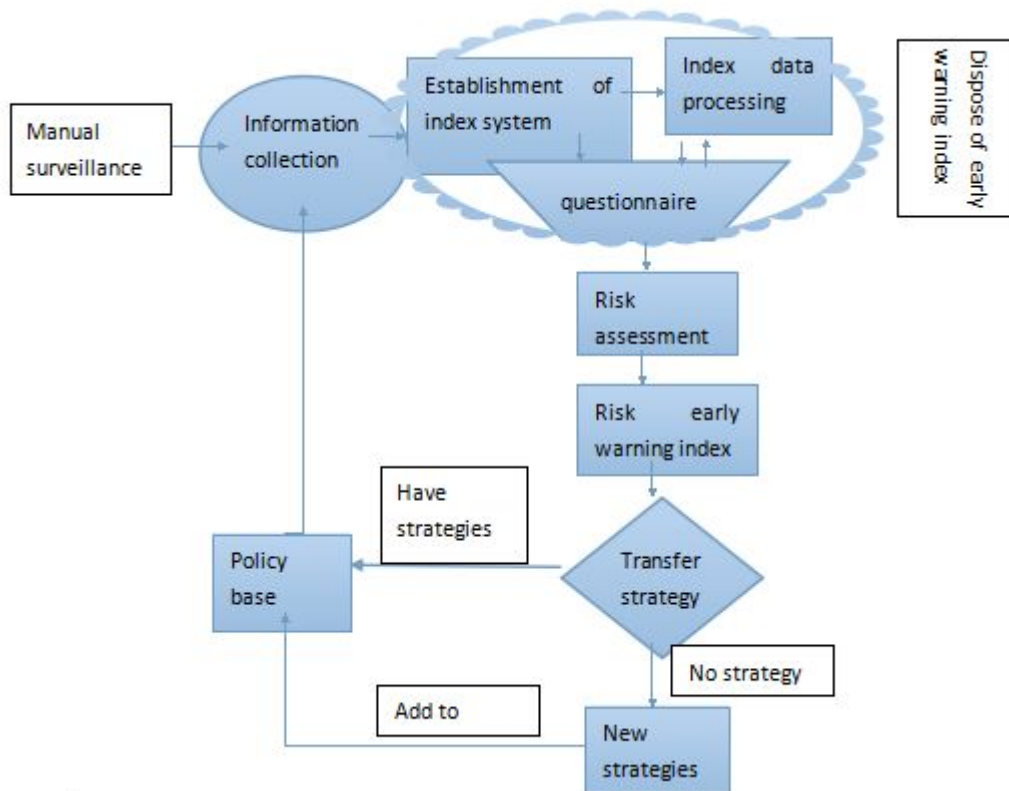 Manual
surveillance
Information
collection
Establishment of
index system
Index data
processing
Dispose of early
warning index
questionnaire
Risk
assessment
Risk early
warning index
Have
strategies
Transfer
strategy
Policy
base
No strategy
Add to
New
strategies